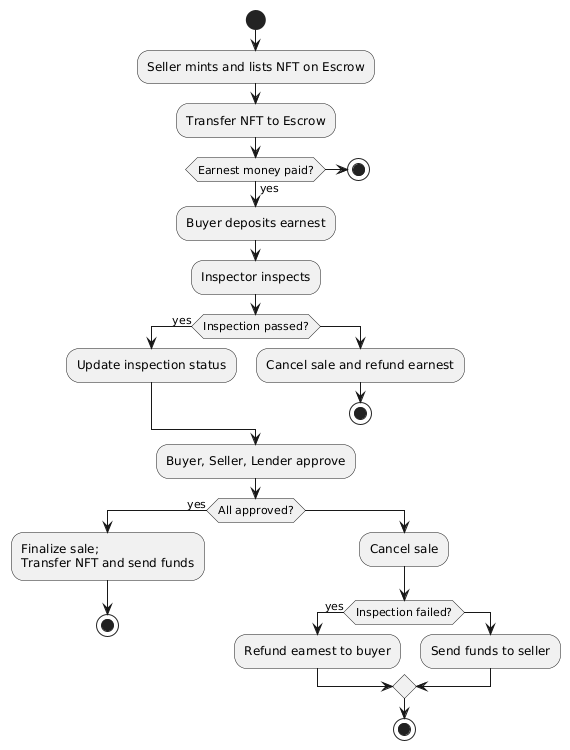 Seller mints and lists NFT on Escrow
Transfer NFT to Escrow
Earnest money paid?
yes
Buyer deposits earnest
Inspector inspects
yes
Inspection passed?
Update inspection status
Cancel sale and refund earnest
Buyer, Seller, Lender approve
yes
All approved?
Finalize sale;
Transfer NFT and send funds
Cancel sale
yes
Inspection failed?
Refund earnest to buyer
Send funds to seller